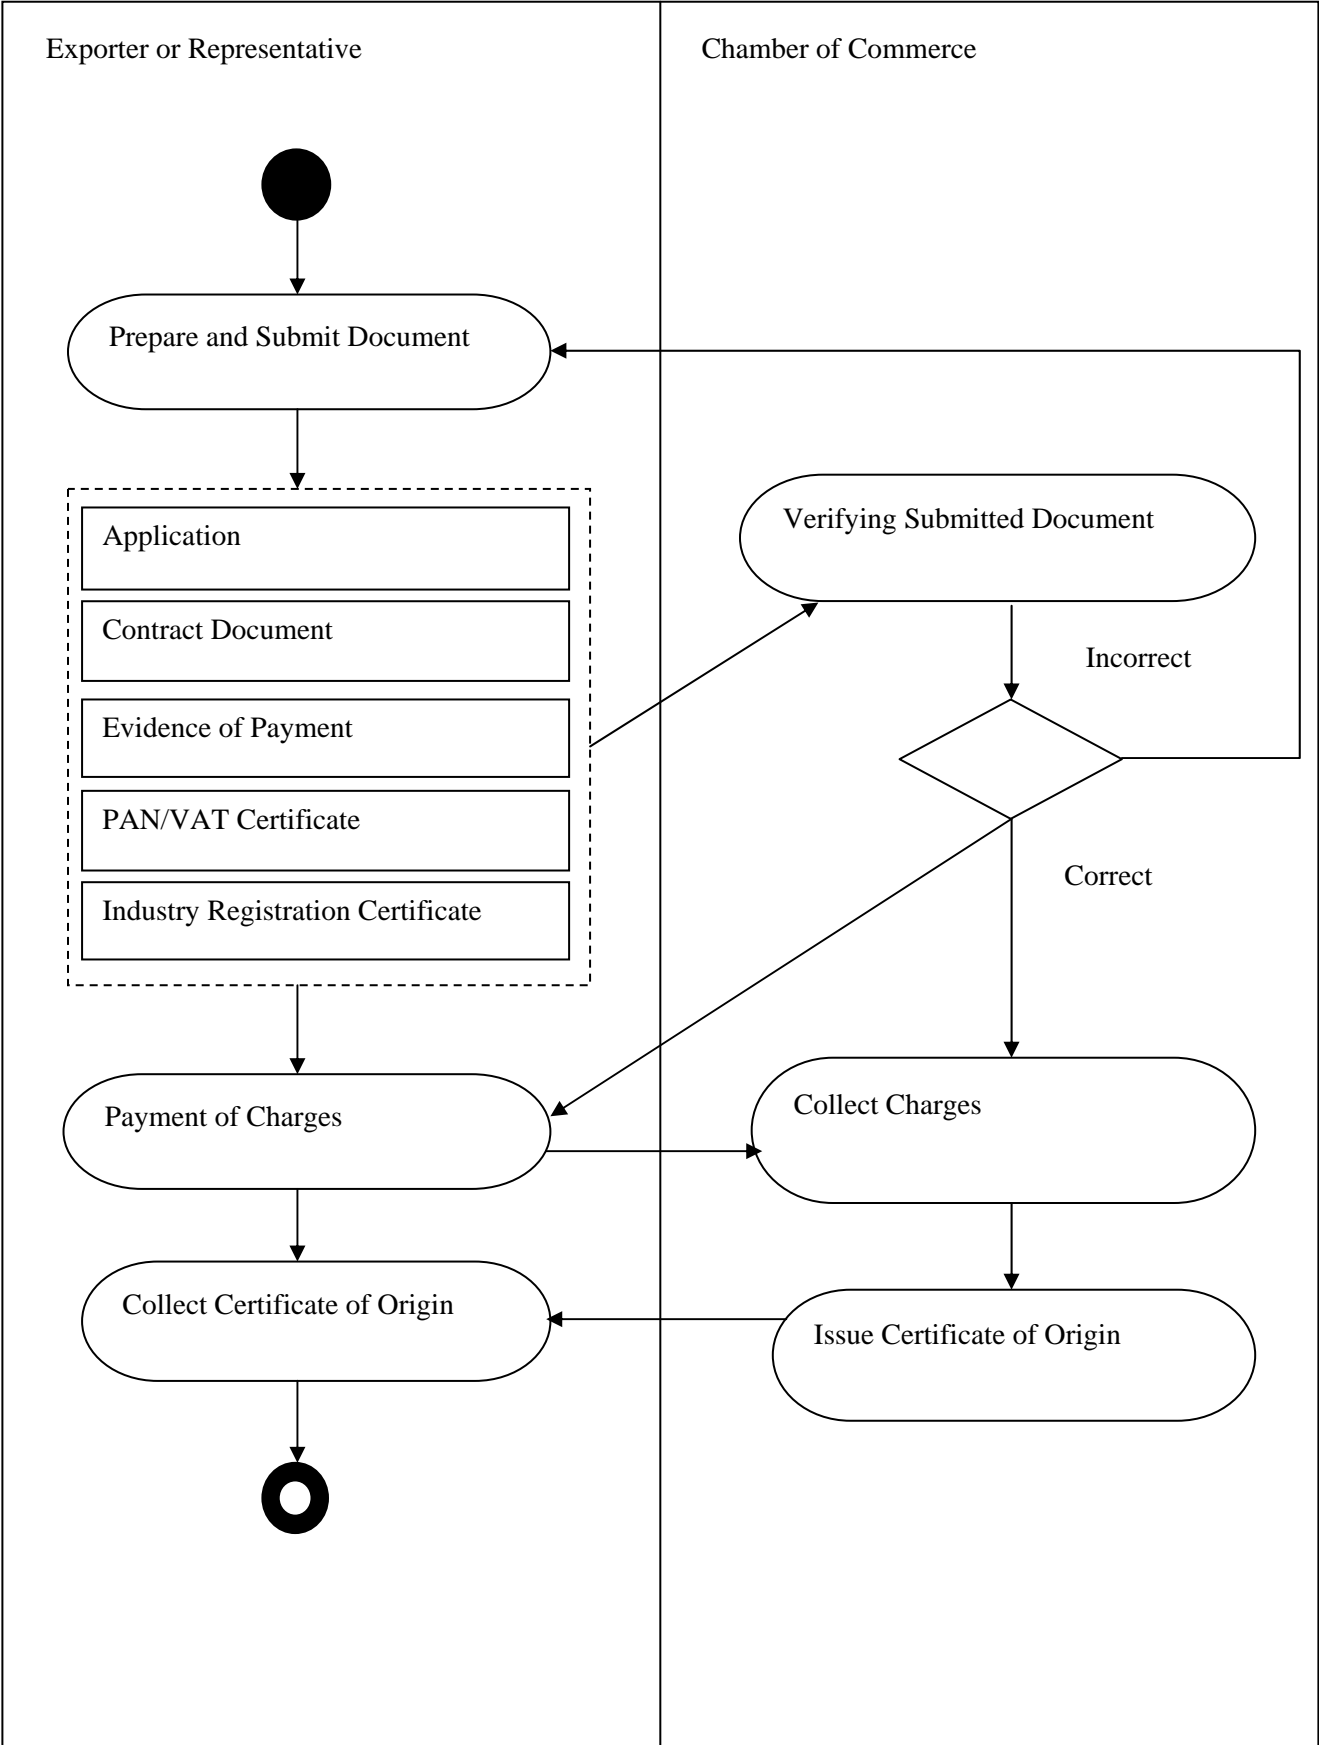 Exporter or Representative
Chamber of Commerce
Prepare and Submit Document
Verifying Submitted Document
Application
Contract Document
Incorrect
Evidence of Payment
PAN/VAT Certificate
Correct
Industry Registration Certificate
Payment of Charges
Collect Charges
Collect Certificate of Origin
Issue Certificate of Origin